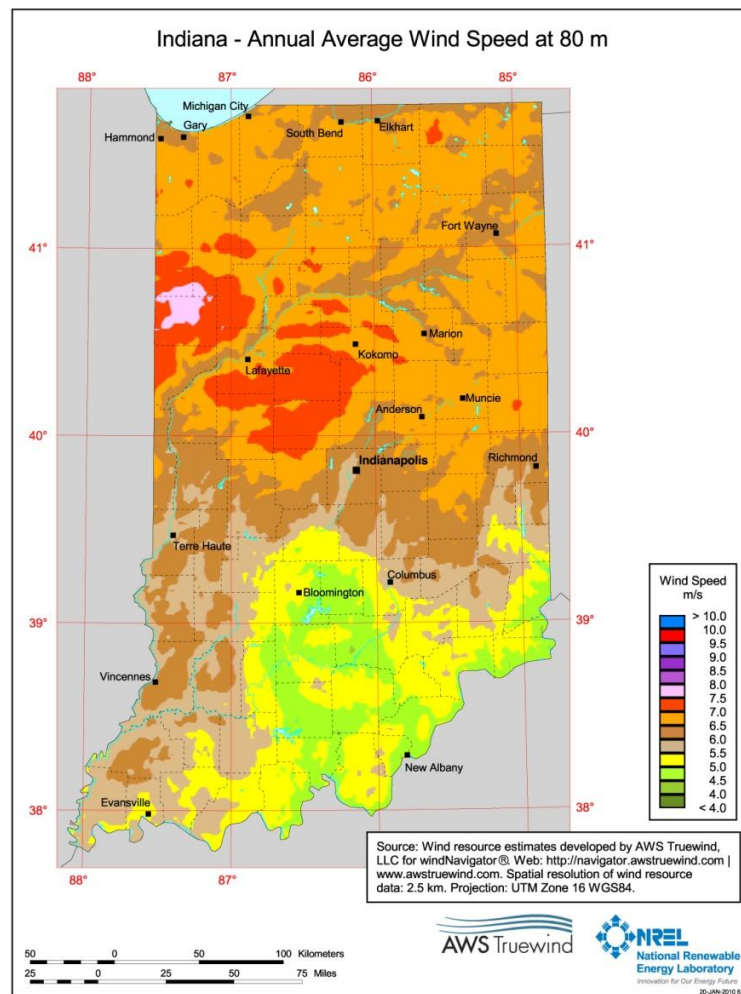 Indiana - Annual Average Wind Speed at 80 m
88°
87°
86°
85°
Michigan City
Gary
Hammond
South Bend
Elkhart
Fort Wayne
41°
41°
Marion
Kokomo
Lafayette
Muncie
Anderson
40°
40°
Indianapolis
Richmond
Terre Haute
Columbus
Bloomington
39°
39°
Vincennes
New Albany
38°
38°
Evansville
88°
87°
86°
85°
Wind Speed
m/s
> 10.0
10.0
9.5
9.0
8.5
8.0
7.5
7.0
6.5
6.0
5.5
5.0
4.5
4.0
< 4.0
Source: Wind resource estimates developed by AWS Truewind,
LLC for windNavigator®. Web: http://navigator.awstruewind.com |
www.awstruewind.com. Spatial resolution of wind resource
data: 2.5 km. Projection: UTM Zone 16 WGS84.
50 0 50 100 Kilometers
25 0 25 50 75 Miles
AWS Truewind
NREL
National Renewable
Energy Laboratory
Innovation for Our Energy Future
20-JAN-2010 6